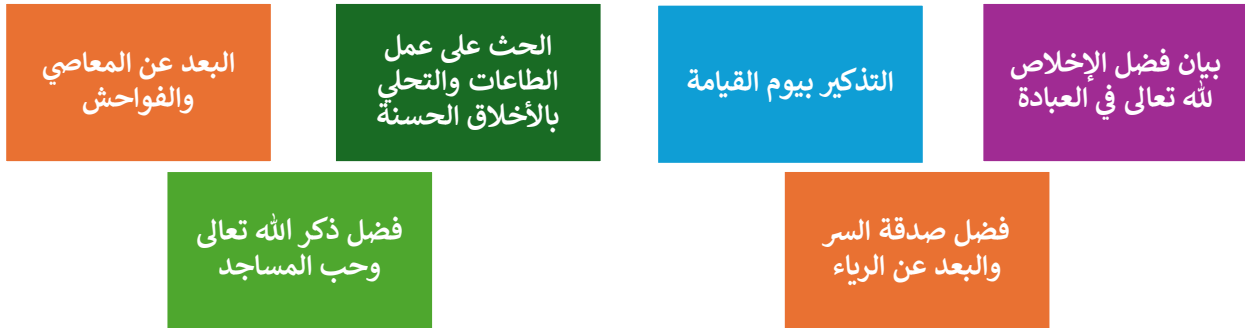 بيان فضل الإخلاص
لله تعالى في العبادة
التذكير بيوم القيامة
الحث على عمل
الطاعات والتحلي
بالأخلاق الحسنة
البعد عن المعاصي
والفواحش
فضل صدقة السر
والبعد عن الرياء
فضل ذكر الله تعالى
وحب المساجد